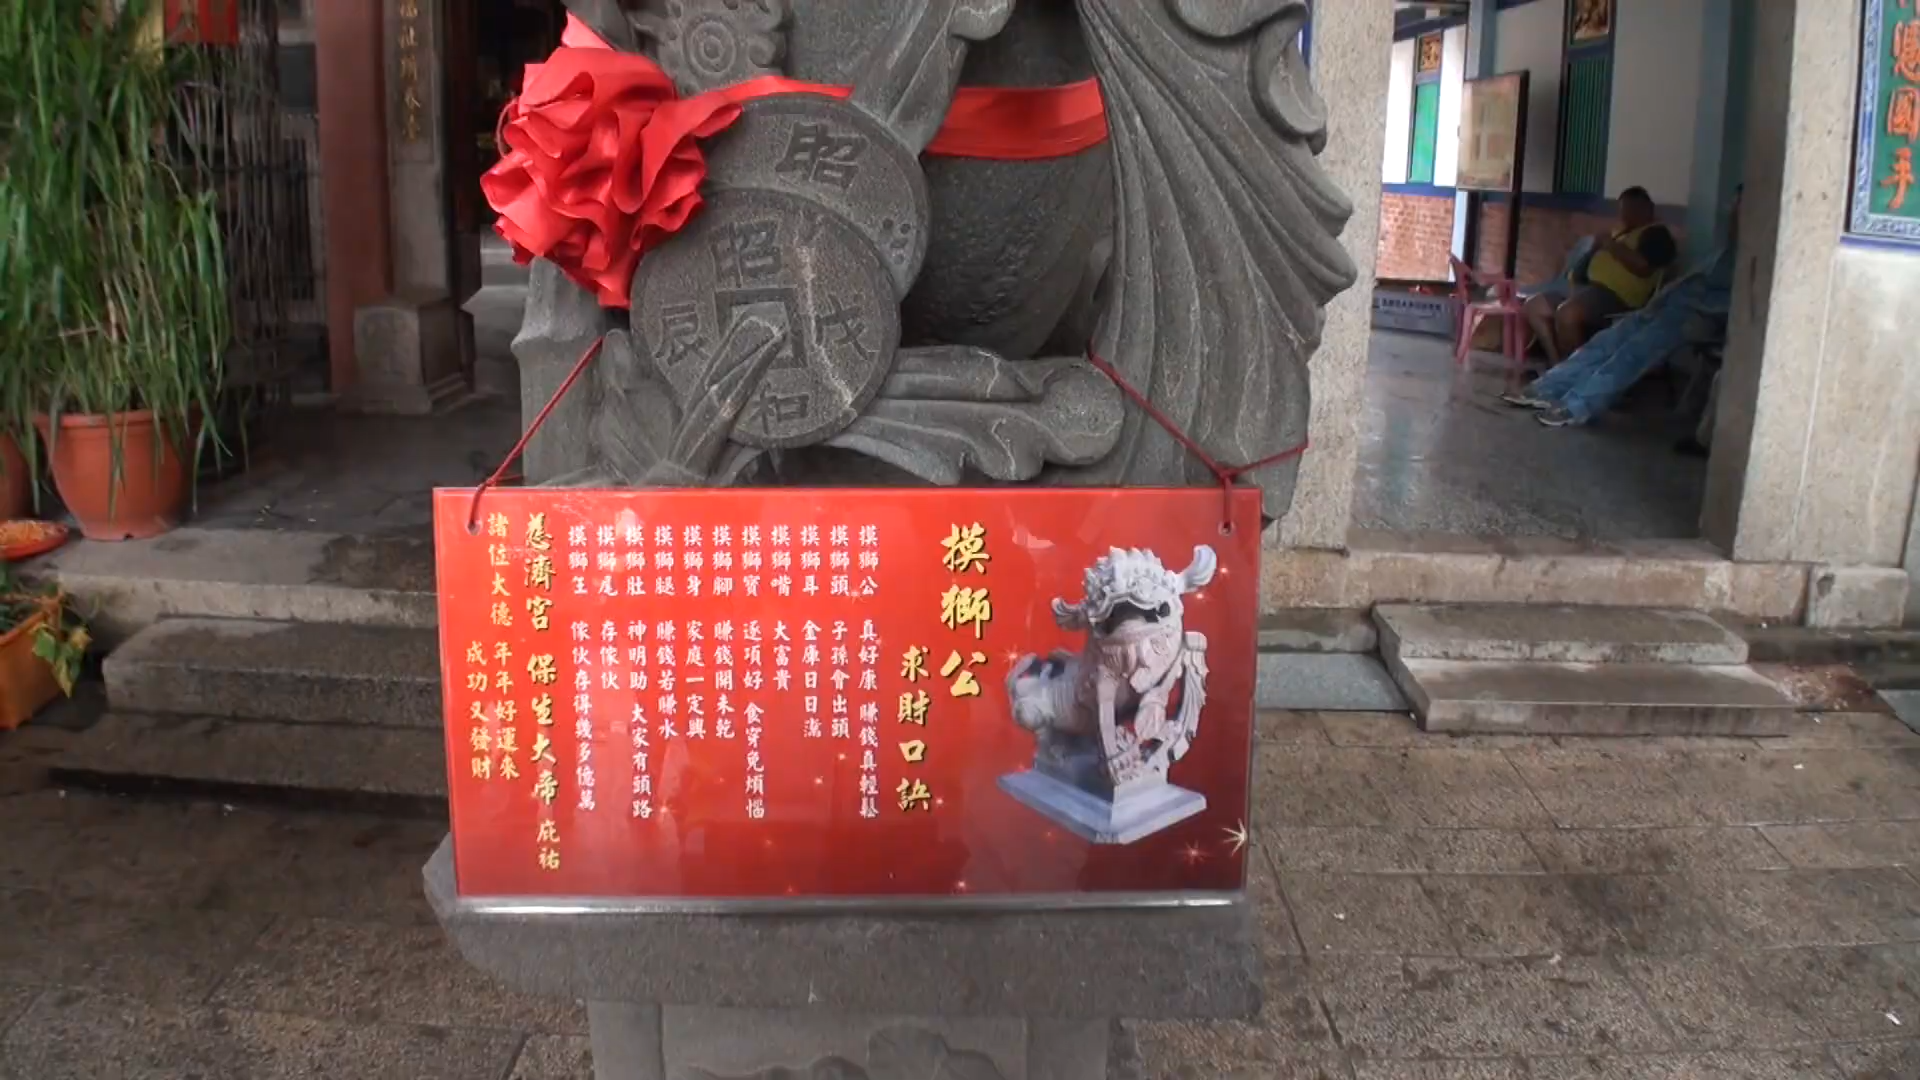 摸獅公
求財口訣
摸獅公 真好康 賺錢真輕鬆
摸獅頭 子孫會出頭
摸獅耳 金庫日日滿
摸獅嘴 大富貴
摸獅寶 逐項好 食穿免煩惱
摸獅腳 賺錢開未乾
摸獅身 家庭一定興
摸獅腿 賺錢若賺水
摸獅肚 神明助 大家有頭路
摸獅尾 存傢伙
摸獅王 傢伙存得幾多億萬
慈濟宮 保生大帝 庇祐
諸位大德 年年好運來
成功又發財
昭
昭
戊
辰
和
國手